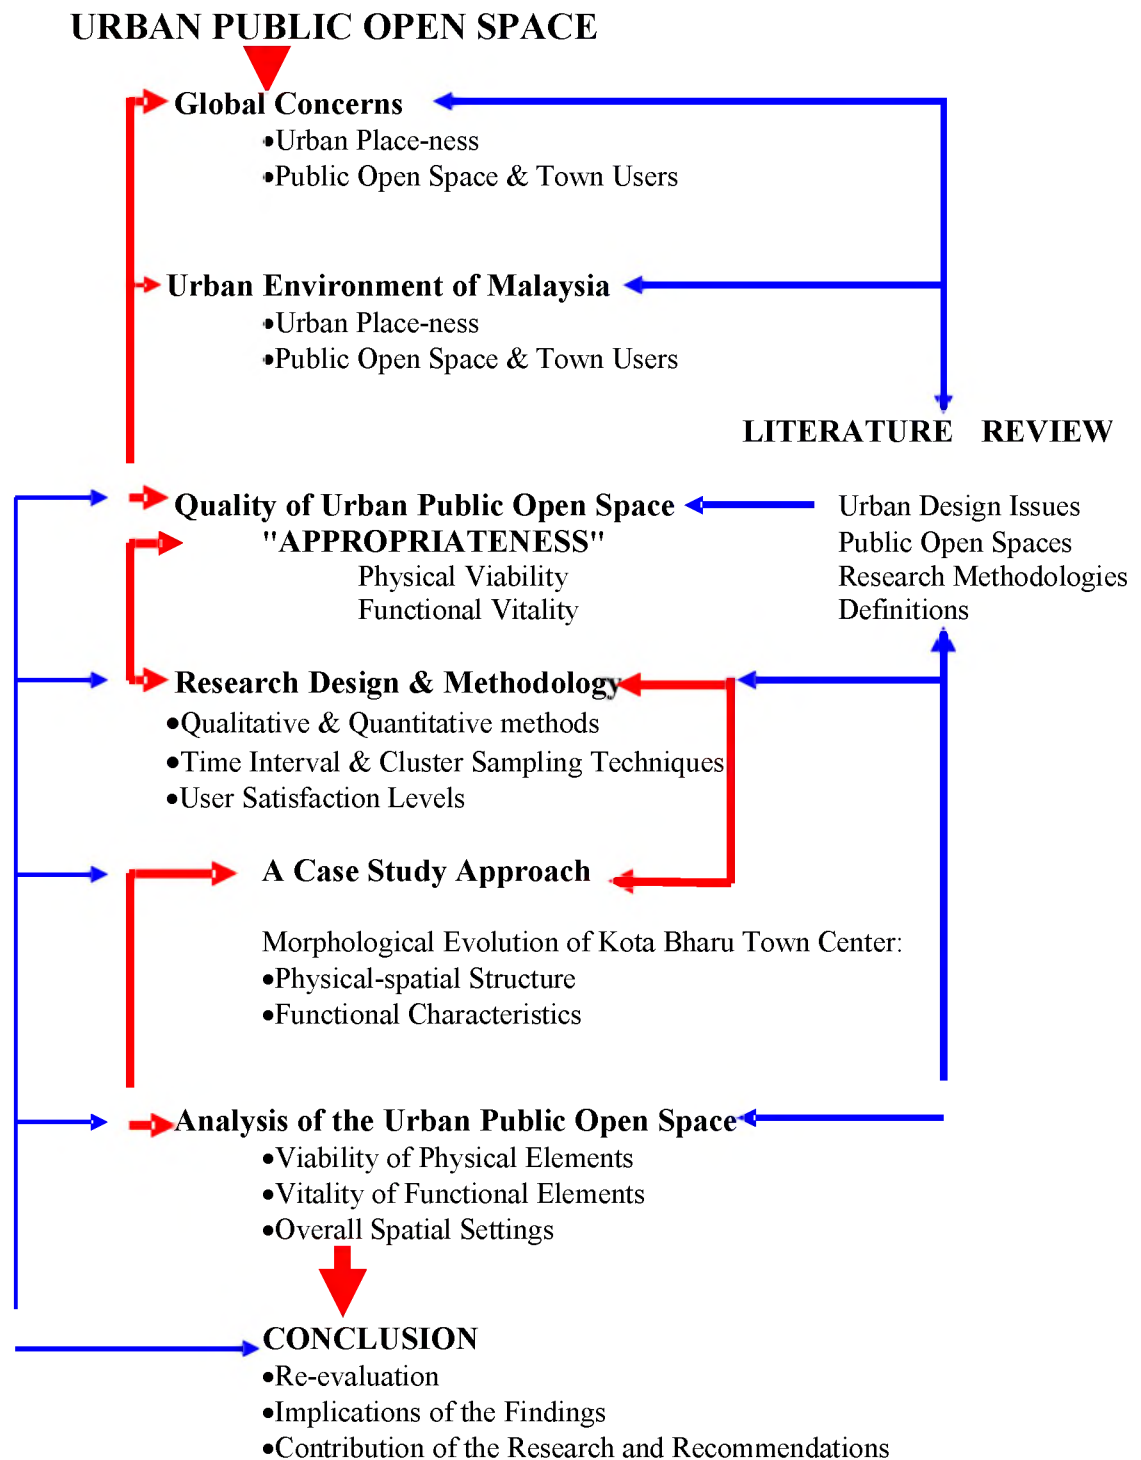 URBAN PUBLIC OPEN SPACE
Global Concerns
•Urban Place-ness
•Public Open Space & Town Users
Urban Environment of Malaysia
•Urban Place-ness
•Public Open Space & Town Users
LITERATURE REVIEW
Urban Design Issues
Public Open Spaces
Research Methodologies
Definitions
Quality of Urban Public Open Space
"APPROPRIATENESS"
Physical Viability
Functional Vitality
Research Design & Methodology
•Qualitative & Quantitative methods
•Time Interval & Cluster Sampling Techniques
•User Satisfaction Levels
A Case Study Approach
Morphological Evolution of Kota Bharu Town Center:
•Physical-spatial Structure
•Functional Characteristics
Analysis of the Urban Public Open Space
•Viability of Physical Elements
•Vitality of Functional Elements
•Overall Spatial Settings
CONCLUSION
•Re-evaluation
•Implications of the Findings
•Contribution of the Research and Recommendations